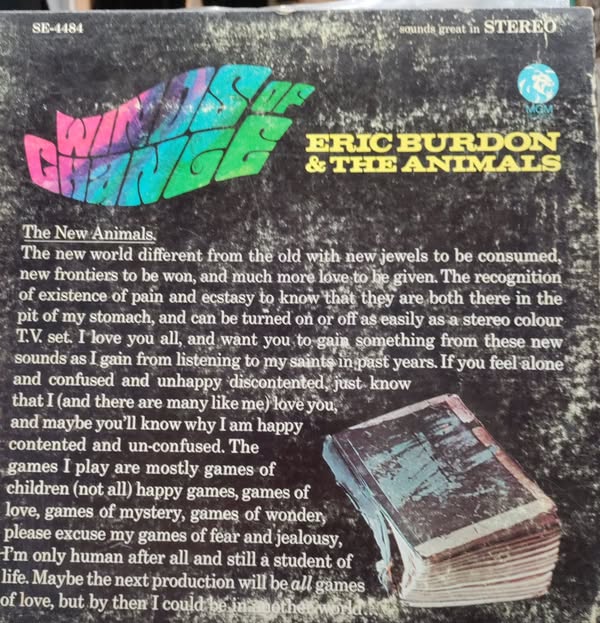 SE-4484
sounds great in STEREO
WINDS OF
CHANGE
MGM
ERIC BURDON
& THE ANIMALS
The New Animals.
The new world different from the old with new jewels to be consumed,
new frontiers to be won, and much more love to be given. The recognition
of existence of pain and ecstasy to know that they are both there in the
pit of my stomach, and can be turned on or off as easily as a stereo colour
T.V. set. I love you all, and want you to gain something from these new
sounds as I gain from listening to my saints in past years. If you feel alone
and confused and unhappy discontented, just know
that I (and there are many like me) love you,
and maybe you'll know why I am happy
contented and un-confused. The
games I play are mostly games of
children (not all) happy games, games of
love, games of mystery, games of wonder,
please excuse my games of fear and jealousy,
I'm only human after all and still a student of
life. Maybe the next production will be all games
of love, but by then I could be in another world...